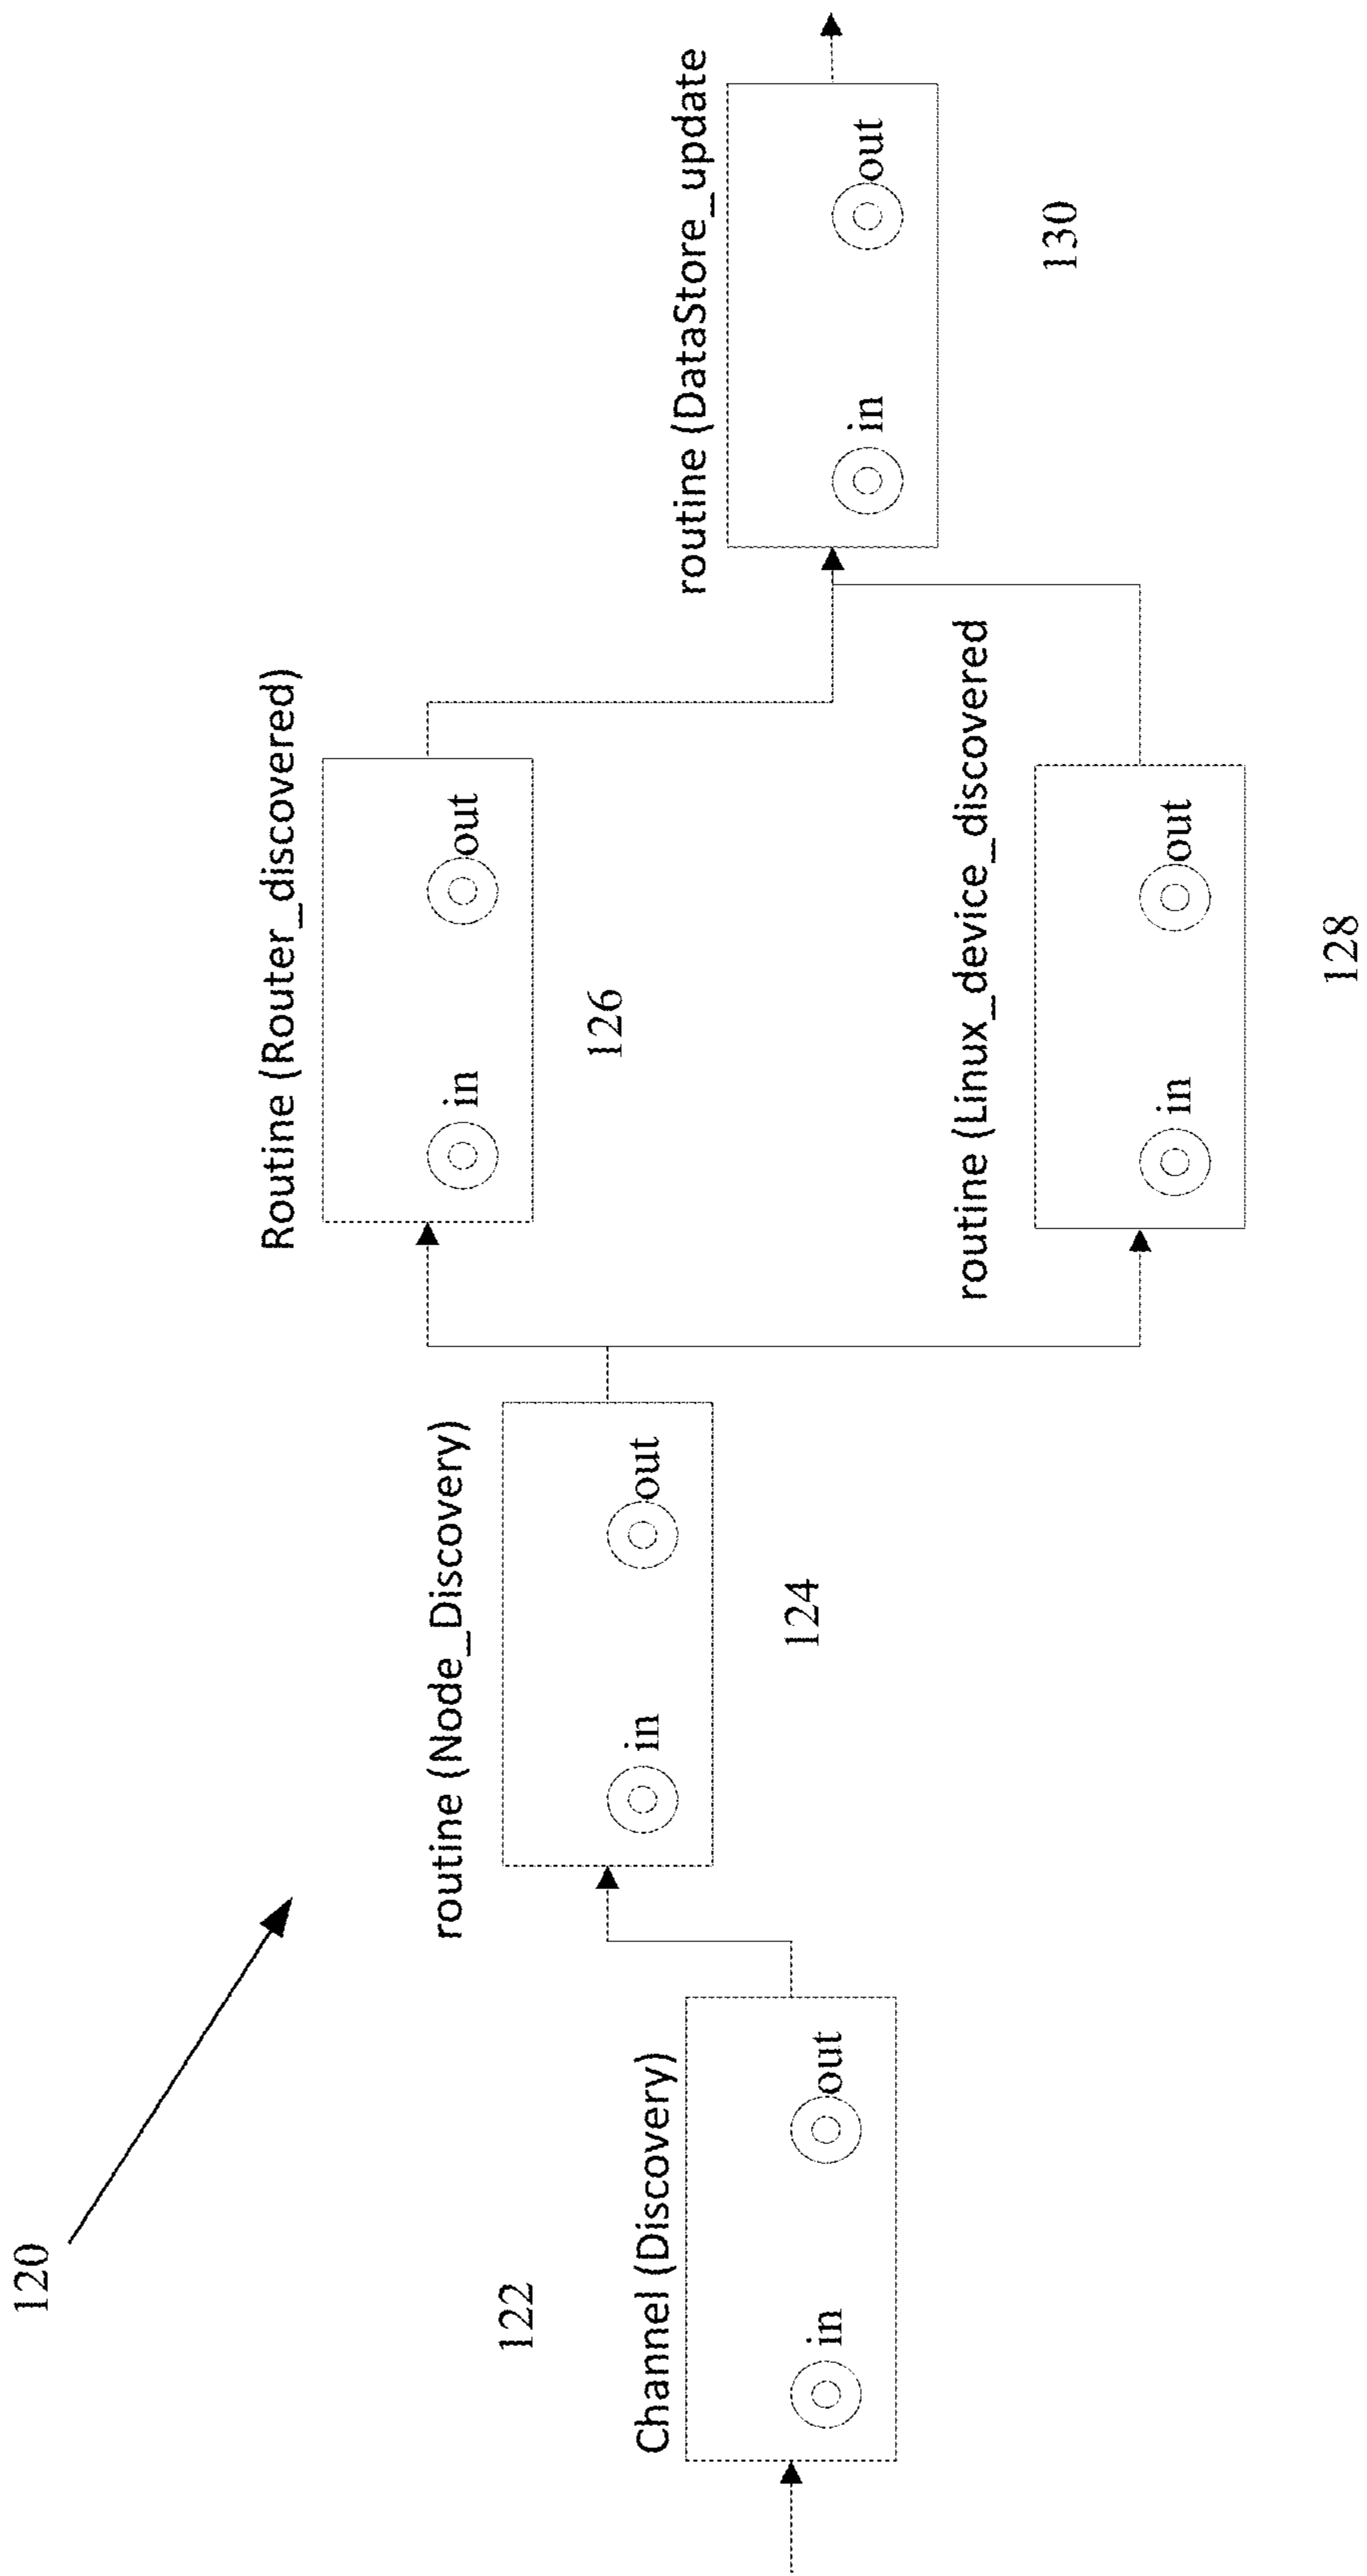 120
122
Channel (Discovery)
in
out
routine (Node_Discovery)
in
out
124
Routine (Router_discovered)
in
out
126
routine (Linux_device_discovered
in
out
128
routine (DataStore_update
in
out
130